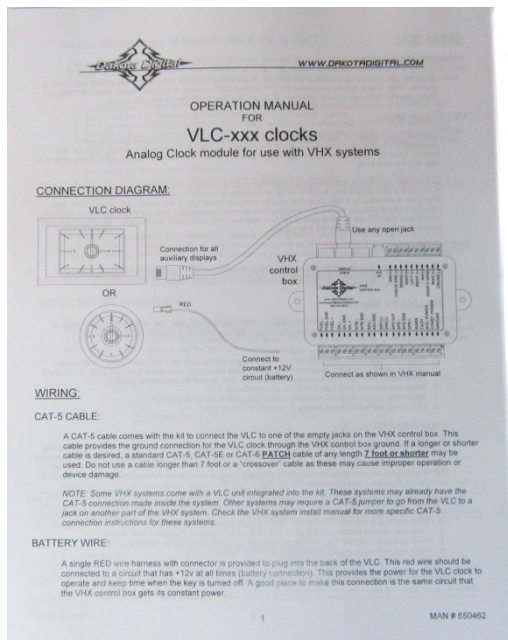 Dakota Digital
WWW.DAKOTADIGITAL.COM
OPERATION MANUAL
FOR
VLC-xxx clocks
Analog Clock module for use with VHX systems
CONNECTION DIAGRAM:
VLC clock
Use any open jack
Connection for all
auxiliary displays
VHX
control
box
OR
RED
Connect to
constant +12V
circuit (battery)
Connect as shown in VHX manual
WIRING:
CAT-5 CABLE:
A CAT-5 cable comes with the kit to connect the VLC to one of the empty jacks on the VHX control box. This
cable provides the ground connection for the VLC clock through the VHX control box ground. If a longer or shorter
cable is desired, a standard CAT-5, CAT-5E or CAT-6 PATCH cable of any length 7 foot or shorter may be
used. Do not use a cable longer than 7 foot or a 'crossover' cable as these may cause improper operation or
device damage.
NOTE: Some VHX systems come with a VLC unit integrated into the kit. These systems may already have the
CAT-5 connection made inside the system. Other systems may require a CAT-5 jumper to go from the VLC to a
jack on another part of the VHX system. Check the VHX system install manual for more specific CAT-5
connection instructions for these systems.
BATTERY WIRE:
A single RED wire harness with connector is provided to plug into the back of the VLC. This red wire should be
connected to a circuit that has +12v at all times (battery connection). This provides the power for the VLC clock to
operate and keep time when the key is turned off. A good place to make this connection is the same circuit that
the VHX control box gets its constant power.
1
MAN # 650462